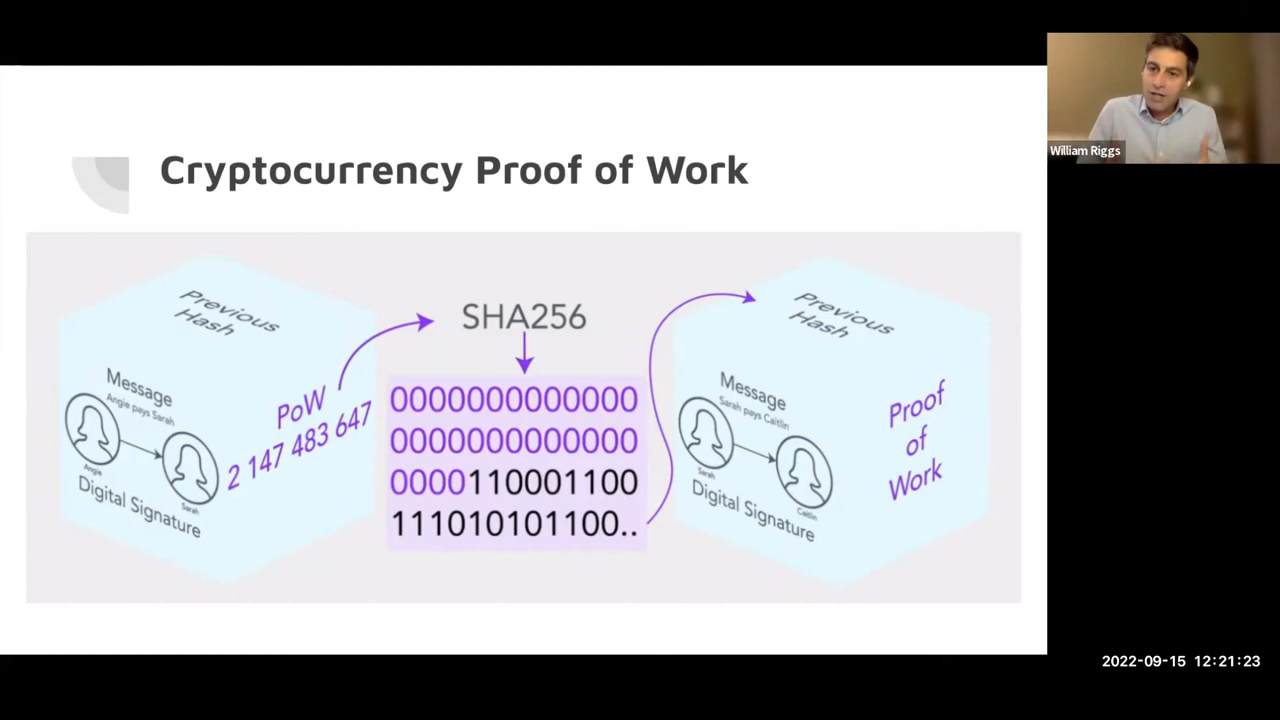 Cryptocurrency Proof of Work
Previous
Hash
Message
Angie pays Sarah
Angie
Sarah
Digital Signature
PoW
2 147 483 647
SHA256
0000000000000
0000000000000
0000110001100
111010101100..
Previous
Hash
Message
Sarah pays Caitlin
Sarah
Caitlin
Digital Signature
Proof
of
Work
William Riggs
2022-09-15 12:21:23